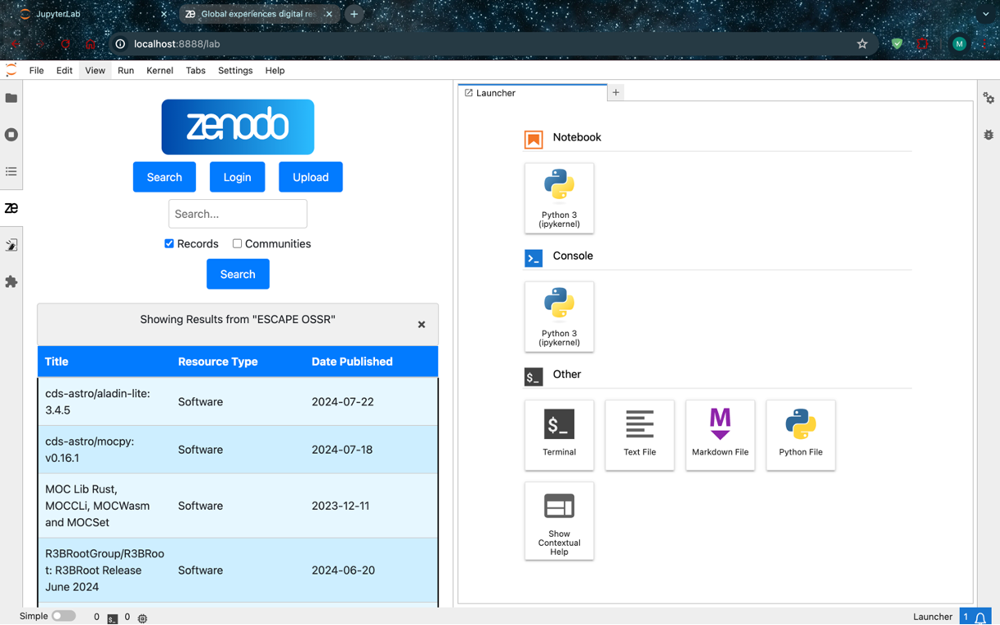 JupyterLab
Global experiences digital res
localhost:8888/lab
M
File Edit View Run Kernel Tabs Settings Help
ze
zenodo
Search Login Upload
Search...
Records Communities
Search
Showing Results from "ESCAPE OSSR"
Title Resource Type Date Published
cds-astro/aladin-lite:
3.4.5
Software 2024-07-22
cds-astro/mocpy:
v0.16.1
Software 2024-07-18
MOC Lib Rust,
MOCCLi, MOCWasm
and MOCSet
Software 2023-12-11
R3BRootGroup/R3BRoo
t: R3BRoot Release
June 2024
Software 2024-06-20
Launcher
Notebook
Python 3
(ipykernel)
Console
Python 3
(ipykernel)
$_ Other
$_
Terminal
Text File
M
Markdown File
Python File
Show
Contextual
Help
Simple 0 $_ 0
Launcher 1